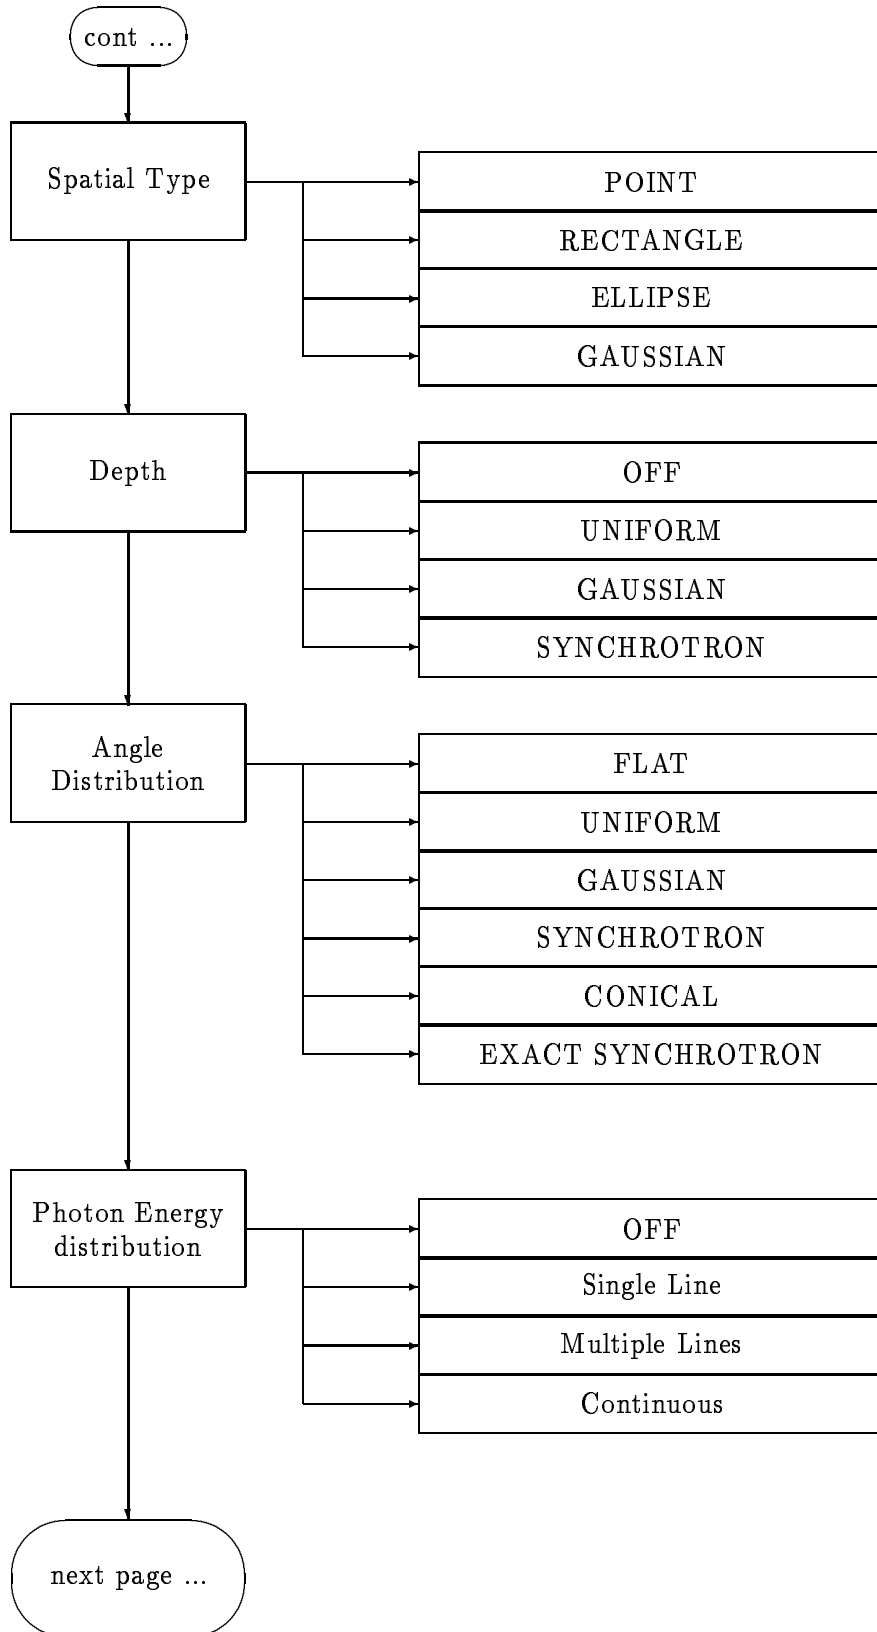 cont ...
Spatial Type
POINT
RECTANGLE
ELLIPSE
GAUSSIAN
Depth
OFF
UNIFORM
GAUSSIAN
SYNCHROTRON
Angle
Distribution
FLAT
UNIFORM
GAUSSIAN
SYNCHROTRON
CONICAL
EXACT SYNCHROTRON
Photon Energy
distribution
OFF
Single Line
Multiple Lines
Continuous
next page ...